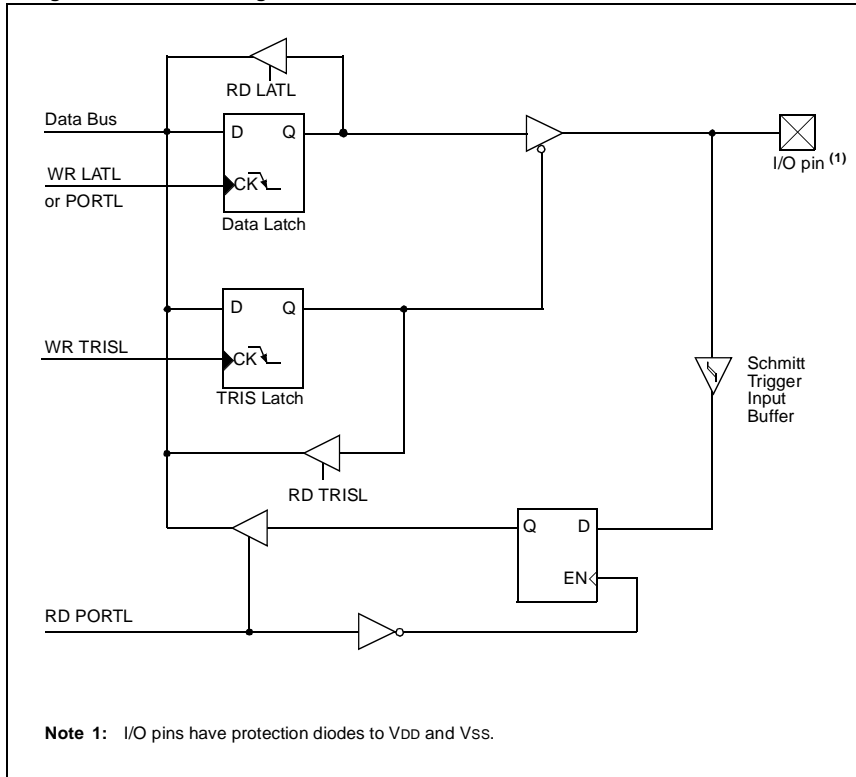 RD LATL
Data Bus
D Q
WR LATL
or PORTL
CK
Data Latch
I/O pin (1)
D Q
WR TRISL
CK
TRIS Latch
Schmitt
Trigger
Input
Buffer
RD TRISL
Q D
EN
RD PORTL
Note 1: I/O pins have protection diodes to VDD and VSS.